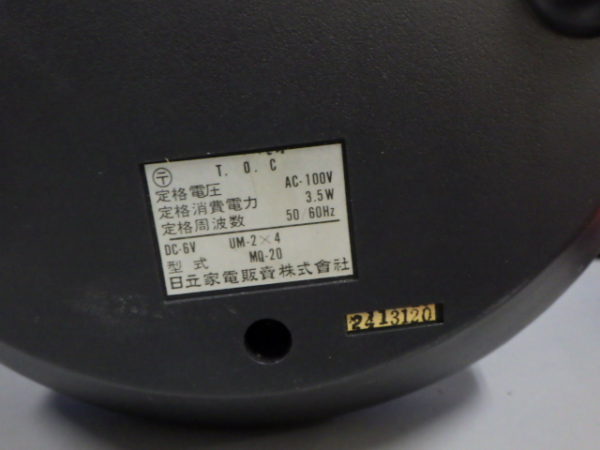 〒 T. O. C
定格電圧 AC-100V
定格消費電力 3.5W
定格周波数 50/60Hz
DC-6V UM-2×4
型式 MQ-20
日立家電販賣株式會社
2413120